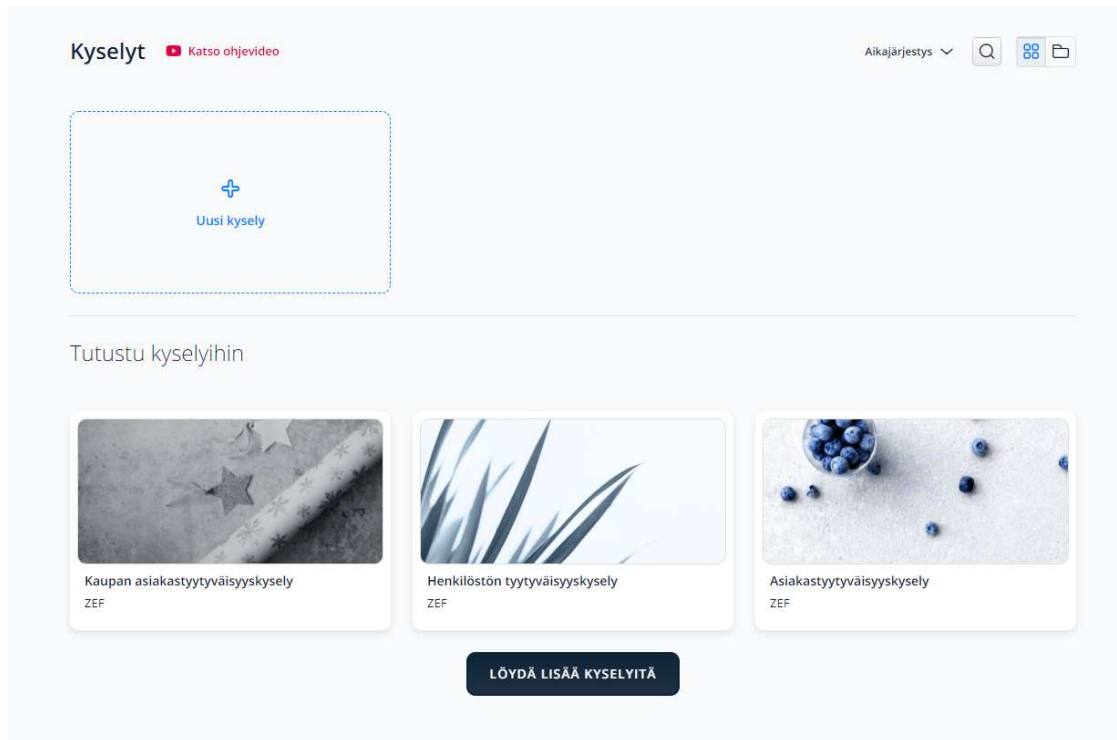 Kyselyt
Katso ohjevideo
Aikajärjestys
Uusi kysely
Tutustu kyselyihin
Kaupan asiakastyytyväisyyskysely
ZEF
Henkilöstön tyytyväisyyskysely
ZEF
Asiakastyytyväisyyskysely
ZEF
LÖYDÄ LISÄÄ KYSELYITÄ